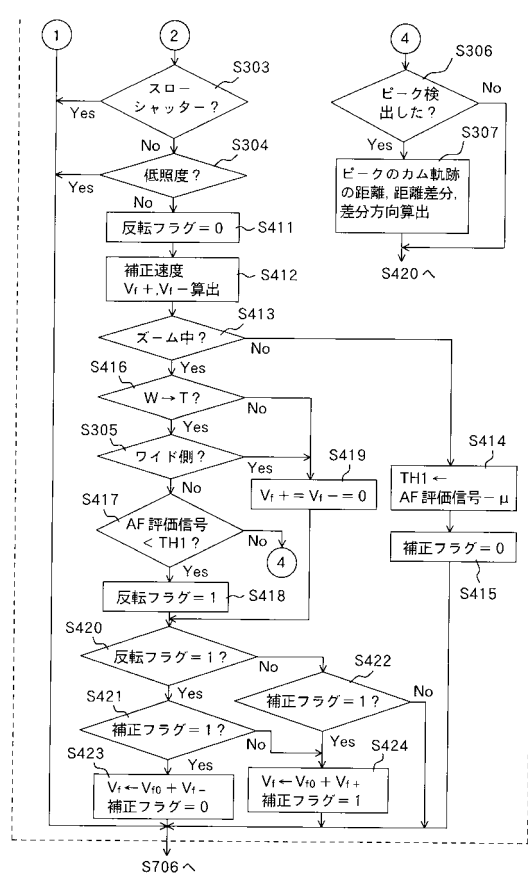 1
2
4
S303
スロー
シャッター?
Yes
No
S306
ピーク検
出した?
No
Yes
S307
ピークのカム軌跡
の距離,距離差分,
差分方向算出
S420へ
S304
低照度?
Yes
No
反転フラグ=0
S411
補正速度
Vf+,Vf−算出
S412
S413
ズーム中?
No
Yes
S416
W→T?
No
Yes
S305
ワイド側?
Yes
No
S419
Vf+=Vf−=0
S414
TH1←
AF評価信号−μ
補正フラグ=0
S415
S417
AF評価信号
<TH1?
No
4
Yes
反転フラグ=1
S418
S420
反転フラグ=1?
No
Yes
S422
補正フラグ=1?
No
Yes
S421
補正フラグ=1?
No
Yes
S423
Vf←Vf0+Vf−
補正フラグ=0
S424
Vf←Vf0+Vf+
補正フラグ=1
S706へ